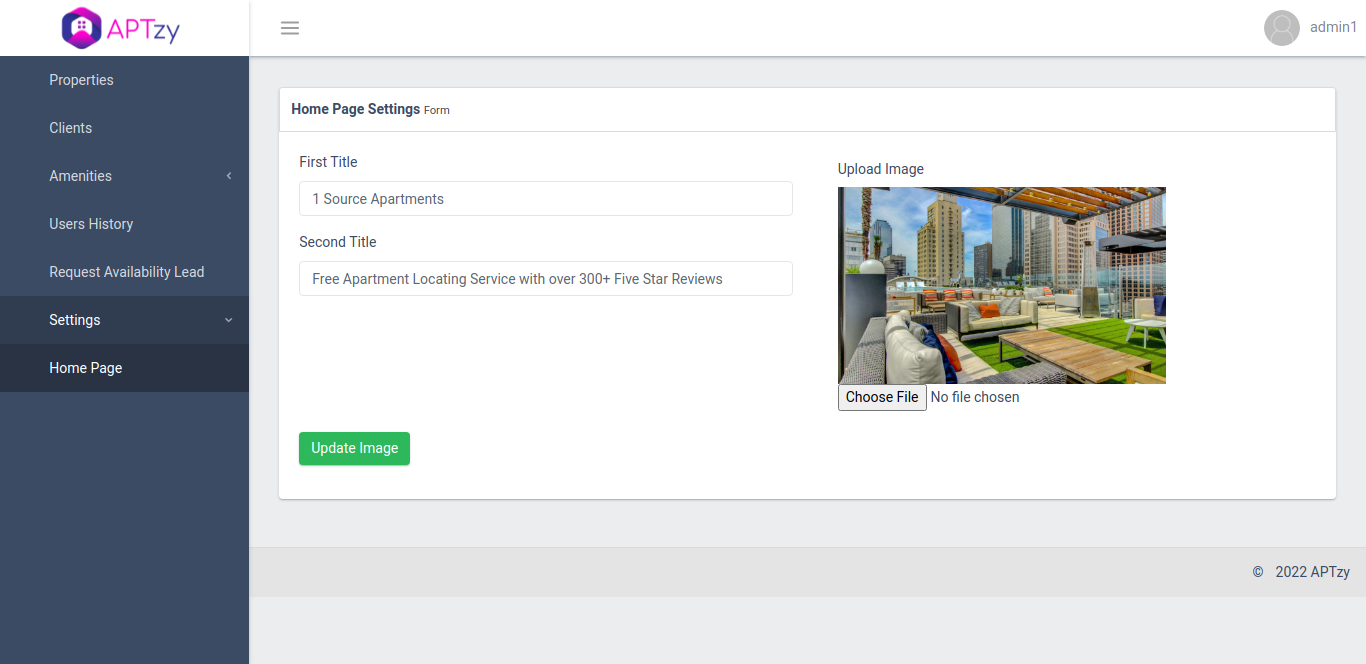 APTzy
admin1
Properties
Clients
Amenities
Users History
Request Availability Lead
Settings
Home Page
Home Page Settings Form
First Title
1 Source Apartments
Second Title
Free Apartment Locating Service with over 300+ Five Star Reviews
Upload Image
Choose File No file chosen
Update Image
© 2022 APTzy